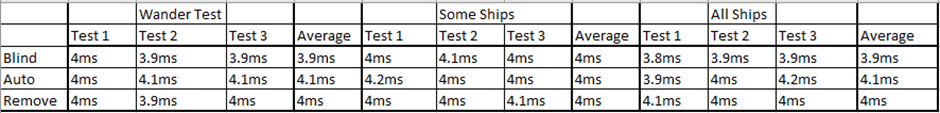 Wander Test Some Ships All Ships
Test 1 Test 2 Test 3 Average Test 1 Test 2 Test 3 Average Test 1 Test 2 Test 3 Average
Blind 4ms 3.9ms 3.9ms 3.9ms 4ms 4.1ms 4ms 4ms 3.8ms 3.9ms 3.9ms 3.9ms
Auto 4ms 4.1ms 4.1ms 4.1ms 4.2ms 4ms 4ms 4ms 3.9ms 4ms 4.2ms 4.1ms
Remove 4ms 3.9ms 4ms 4ms 4ms 4ms 4.1ms 4ms 4.1ms 4ms 4ms 4ms